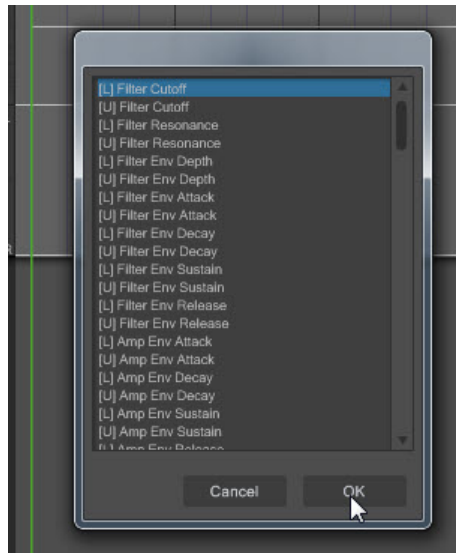 [L] Filter Cutoff
[U] Filter Cutoff
[L] Filter Resonance
[U] Filter Resonance
[L] Filter Env Depth
[U] Filter Env Depth
[L] Filter Env Attack
[U] Filter Env Attack
[L] Filter Env Decay
[U] Filter Env Decay
[L] Filter Env Sustain
[U] Filter Env Sustain
[L] Filter Env Release
[U] Filter Env Release
[L] Amp Env Attack
[U] Amp Env Attack
[L] Amp Env Decay
[U] Amp Env Decay
[L] Amp Env Sustain
[U] Amp Env Sustain
[L] Amp Env Release
Cancel OK